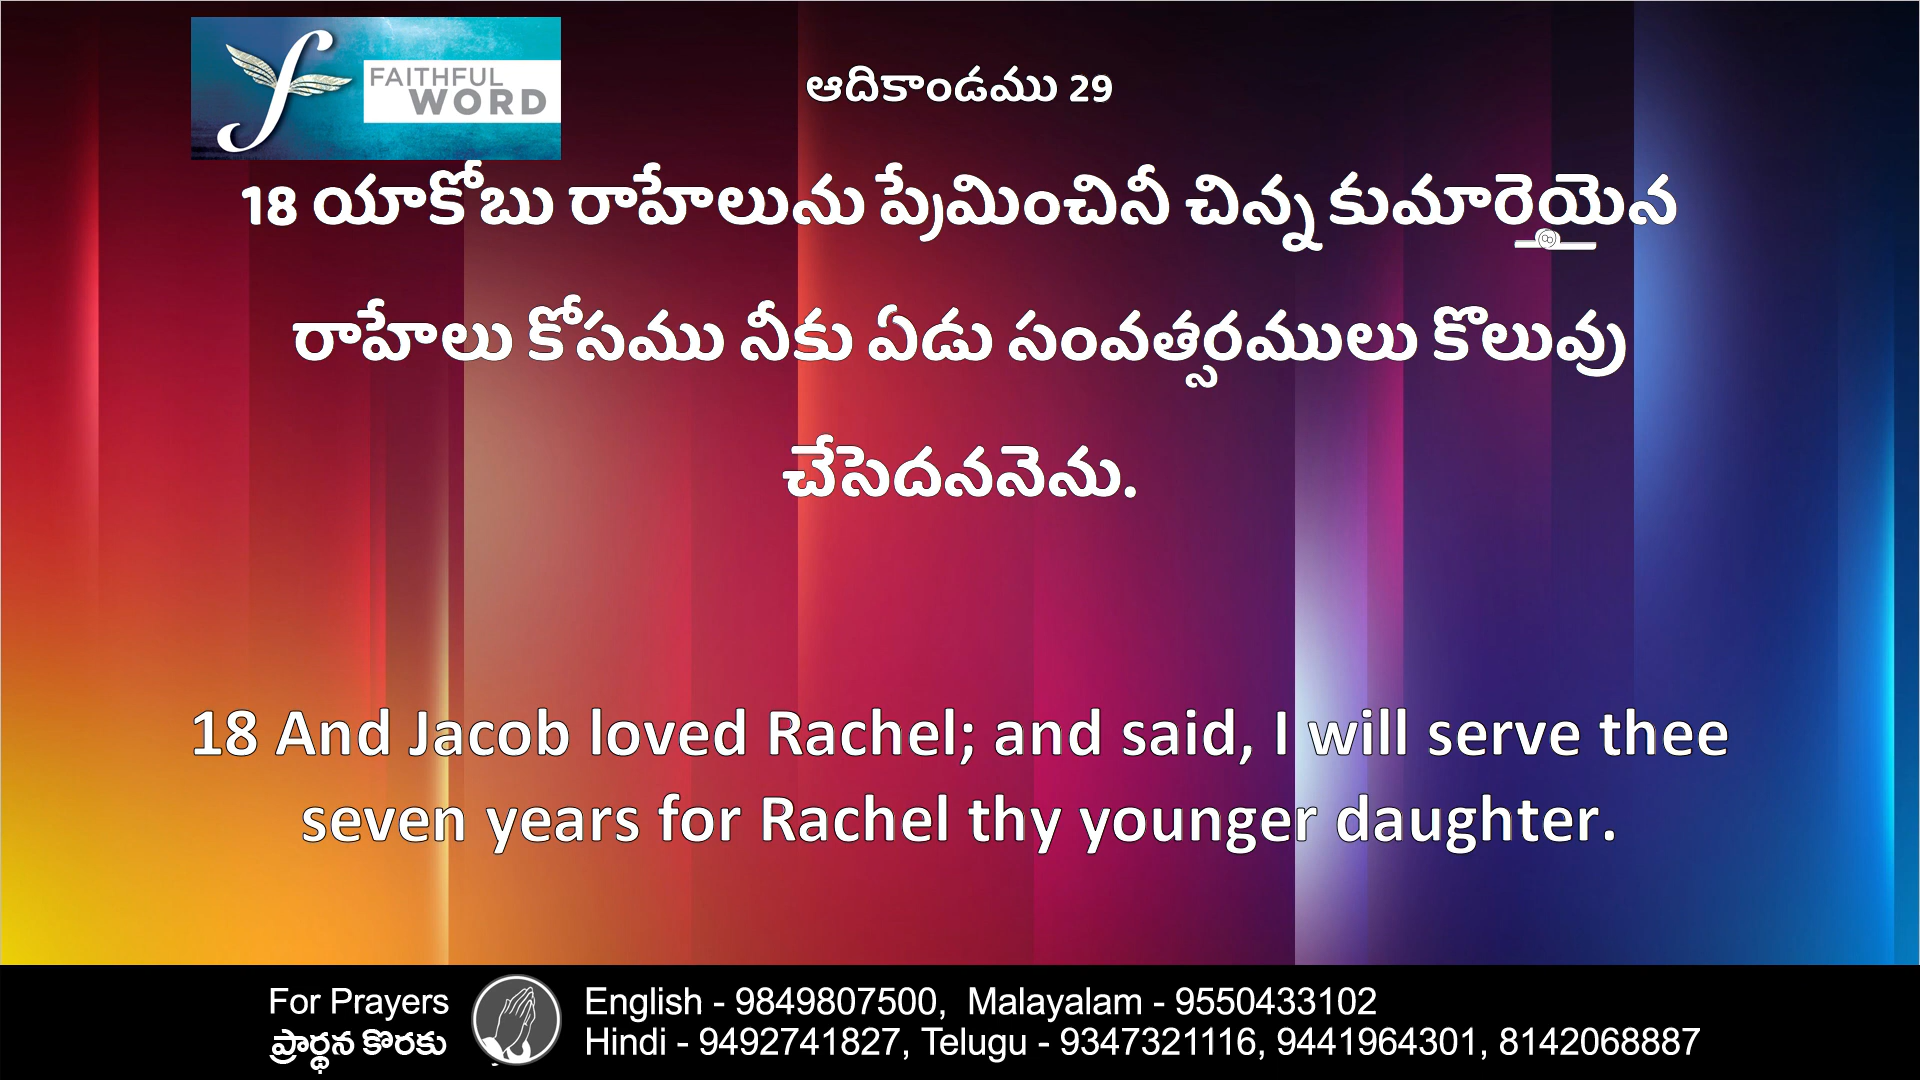 FAITHFUL
WORD
ఆదికాండము 29
18 యాకోబు రాహేలును ప్రేమించినీ చిన్న కుమార్తెయైన
రాహేలు కోసము నీకు ఏడు సంవత్సరములు కొలువు
చేసెదననెను.
18 And Jacob loved Rachel; and said, I will serve thee
seven years for Rachel thy younger daughter.
For Prayers
ప్రార్థన కొరకు
English - 9849807500,  Malayalam - 9550433102
Hindi - 9492741827, Telugu - 9347321116, 9441964301, 8142068887